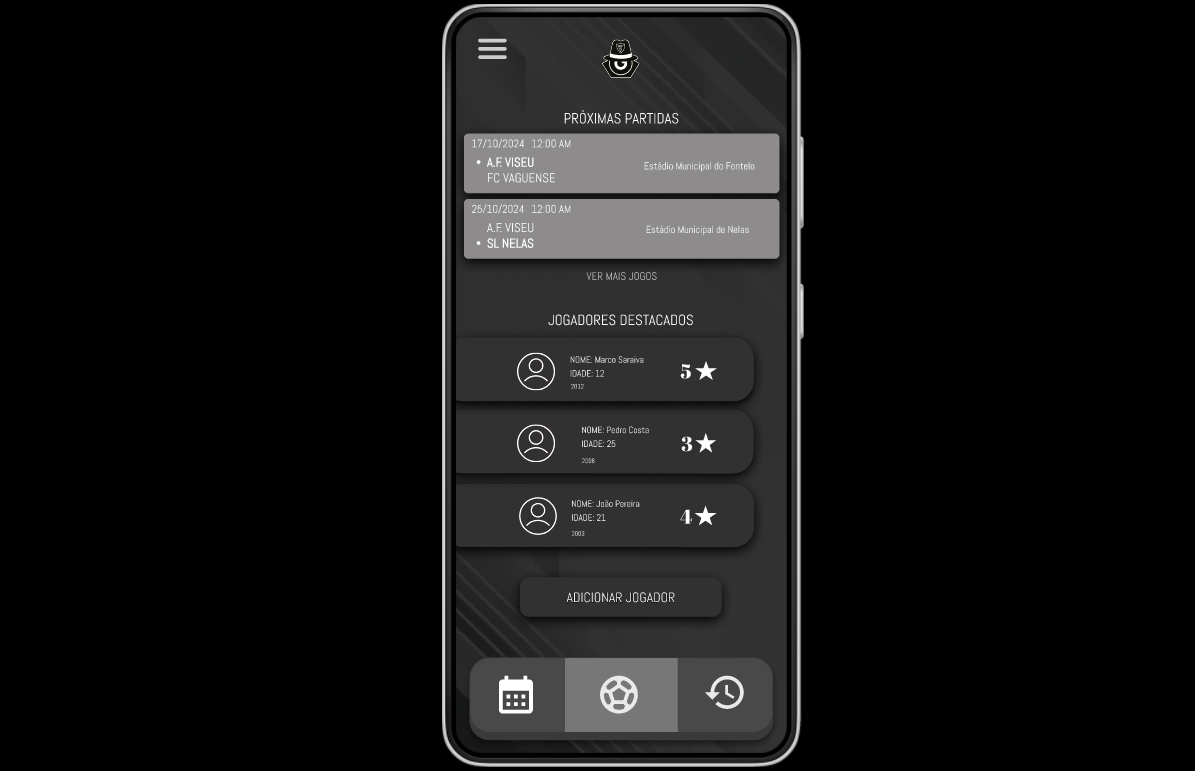 PRÓXIMAS PARTIDAS
17/10/2024 12:00 AM
• A.F. VISEU
FC VAGUENSE
Estádio Municipal do Fontelo
25/10/2024 12:00 AM
A.F. VISEU
• SL NELAS
Estádio Municipal de Nelas
VER MAIS JOGOS
JOGADORES DESTACADOS
NOME: Marco Saraiva
IDADE: 12
2012
5
NOME: Pedro Costa
IDADE: 25
3
NOME: João Pereira
IDADE: 21
2003
4
ADICIONAR JOGADOR